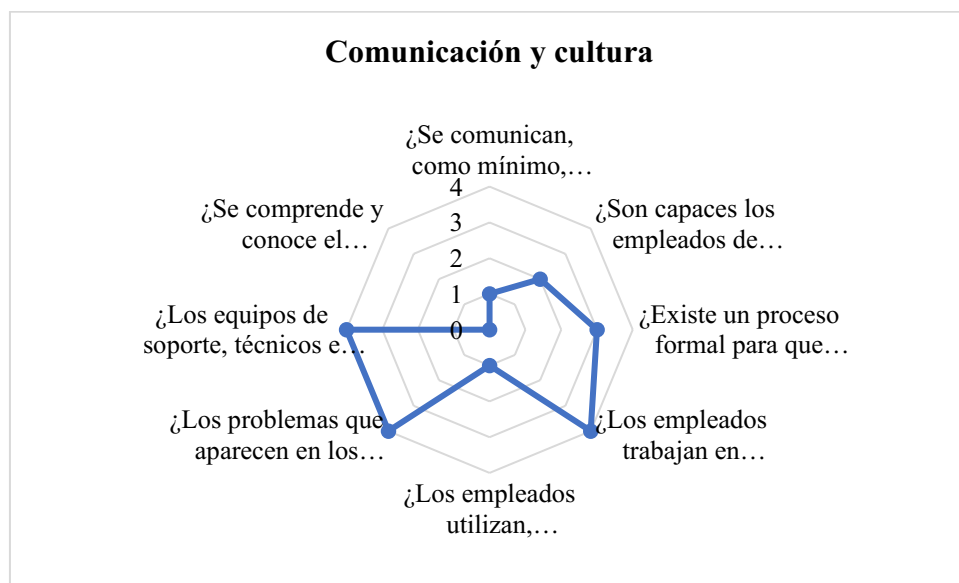 Comunicación y cultura
¿Se comunican,
como mínimo,…
¿Son capaces los
empleados de…
¿Existe un proceso
formal para que…
¿Los empleados
trabajan en…
¿Los empleados
utilizan,…
¿Los problemas que
aparecen en los…
¿Los equipos de
soporte, técnicos e…
¿Se comprende y
conoce el…
4
3
2
1
0